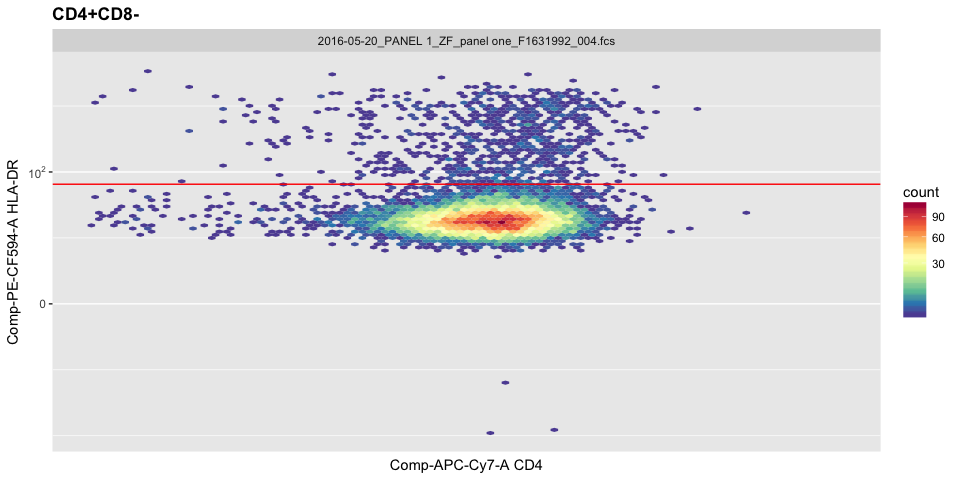 CD4+CD8-
2016-05-20_PANEL 1_ZF_panel one_F1631992_004.fcs
Comp-PE-CF594-A HLA-DR
10²
0
count
90
60
30
Comp-APC-Cy7-A CD4